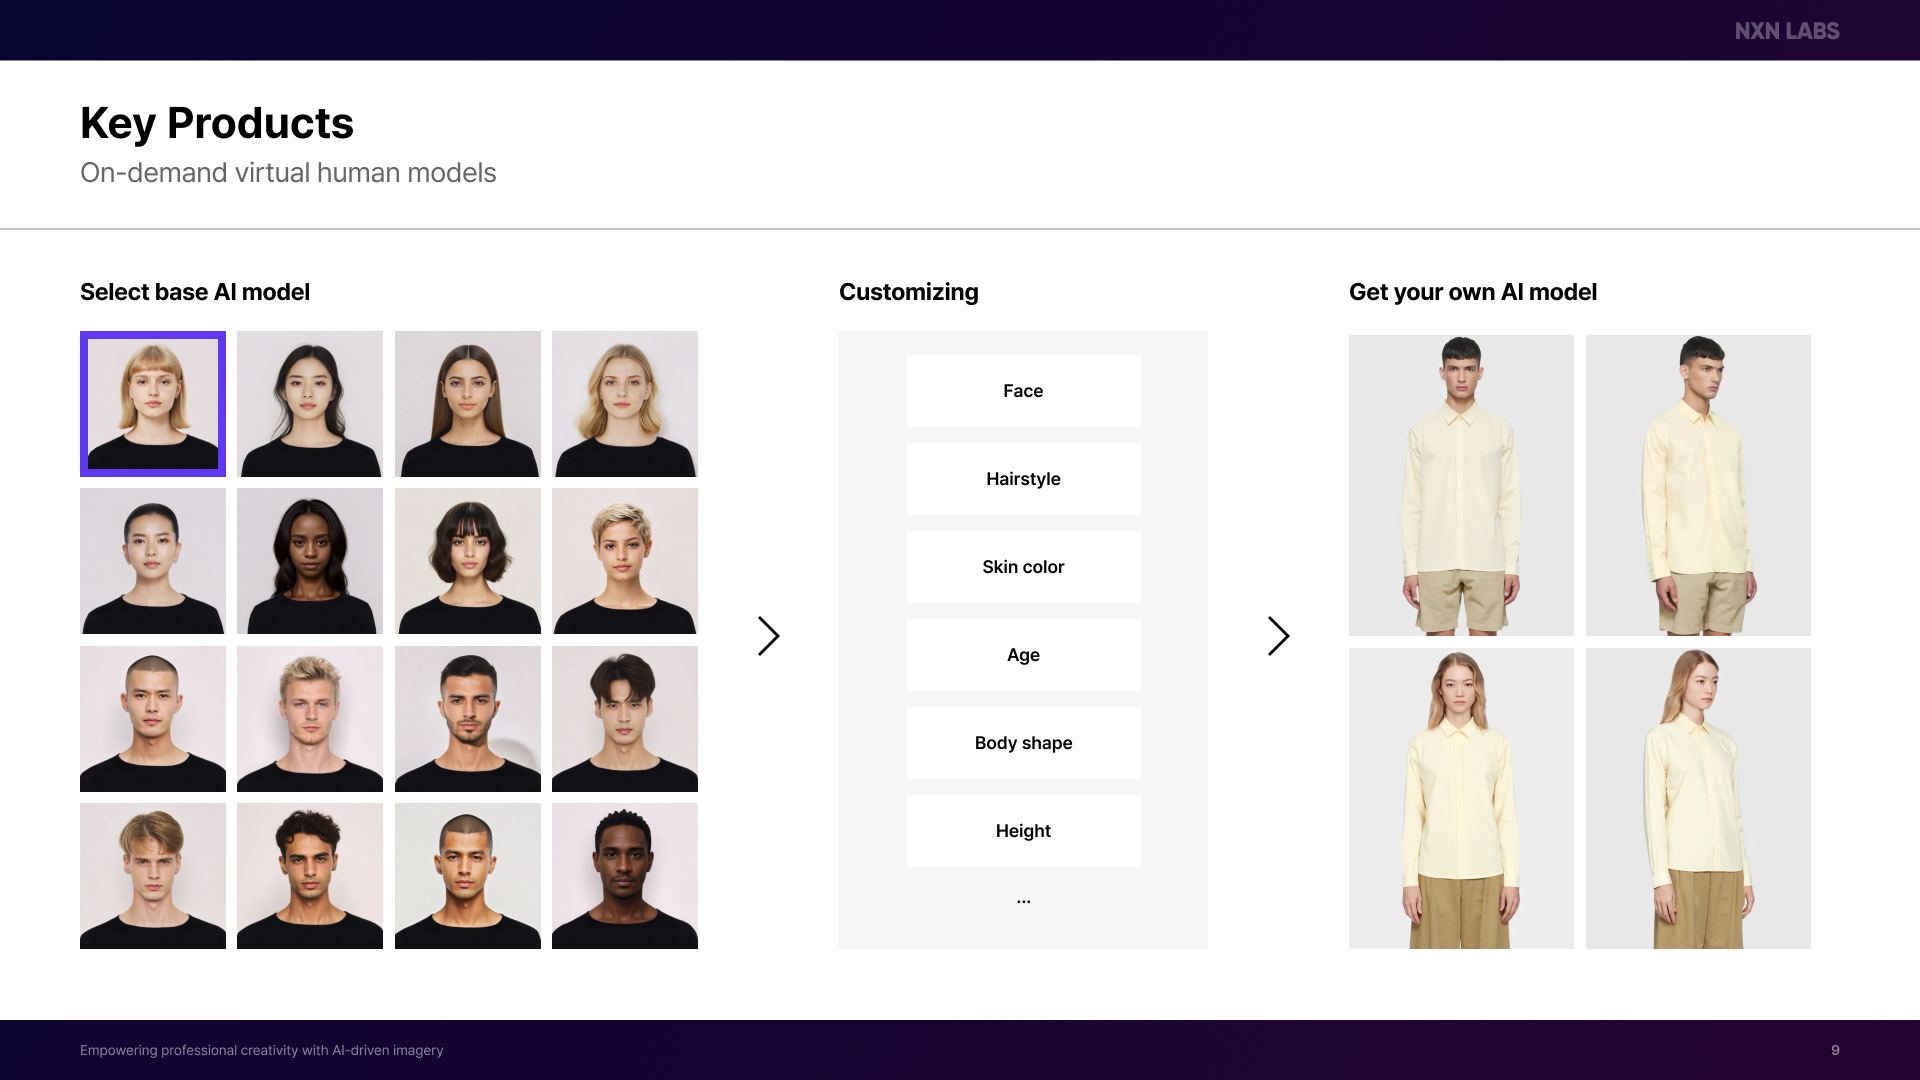 NXN LABS
Key Products
On-demand virtual human models
Select base AI model
Customizing
Get your own AI model
Face
Hairstyle
Skin color
Age
Body shape
Height
...
Empowering professional creativity with AI-driven imagery
9